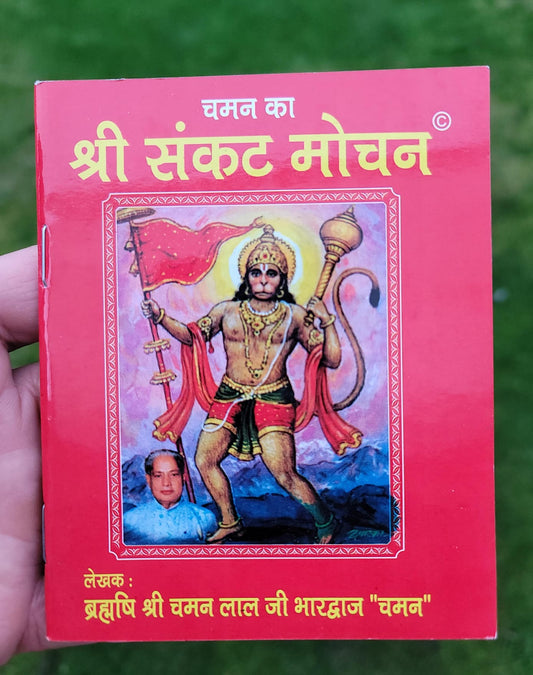 चमन का
श्री संकट मोचन ©
लेखक :
ब्रह्मर्षि श्री चमन लाल जी भारद्वाज "चमन"